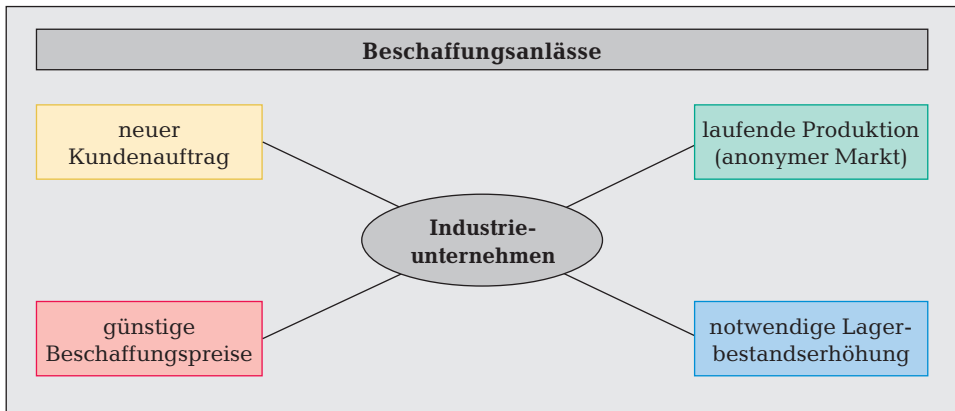 Beschaffungsanlässe
neuer
Kundenauftrag
laufende Produktion
(anonymer Markt)
Industrie-
unternehmen
günstige
Beschaffungspreise
notwendige Lager-
bestandserhöhung